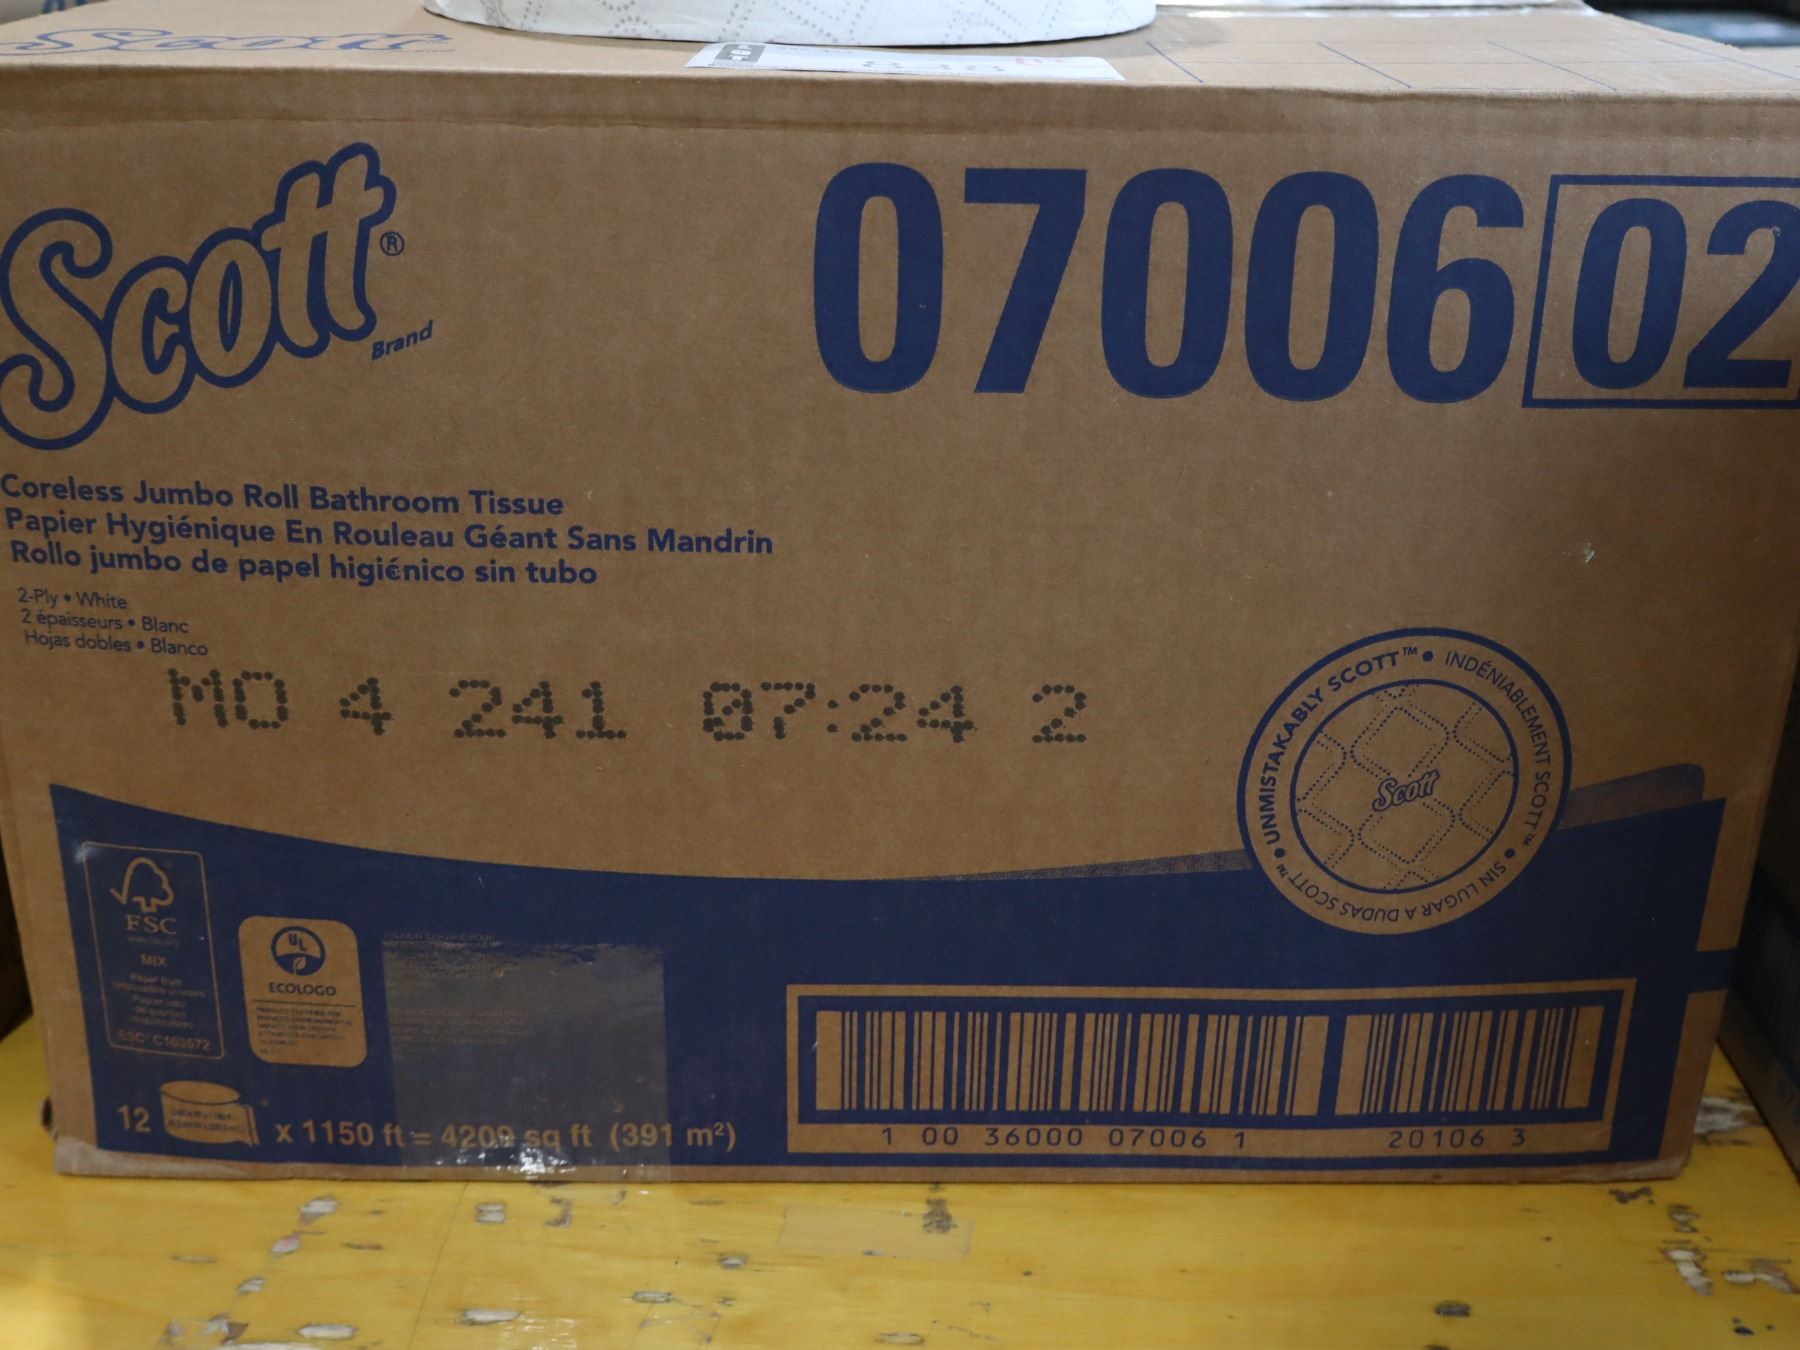 Scott
Scott® Brand
07006 02
Coreless Jumbo Roll Bathroom Tissue
Papier Hygiénique En Rouleau Géant Sans Mandrin
Rollo jumbo de papel higiénico sin tubo
2-Ply • White
2 épaisseurs • Blanc
Hojas dobles • Blanco
MO 4 241 07:24 2
• UNMISTAKABLY SCOTT™ • INDÉNIABLEMENT SCOTT™ • SIN LUGAR A DUDAS SCOTT™
Scott
FSC
MIX
FSC® C103572
UL
ECOLOGO
12 x 1150 ft = 4209 sq ft (391 m²)
1 00 36000 07006 1
20106 3